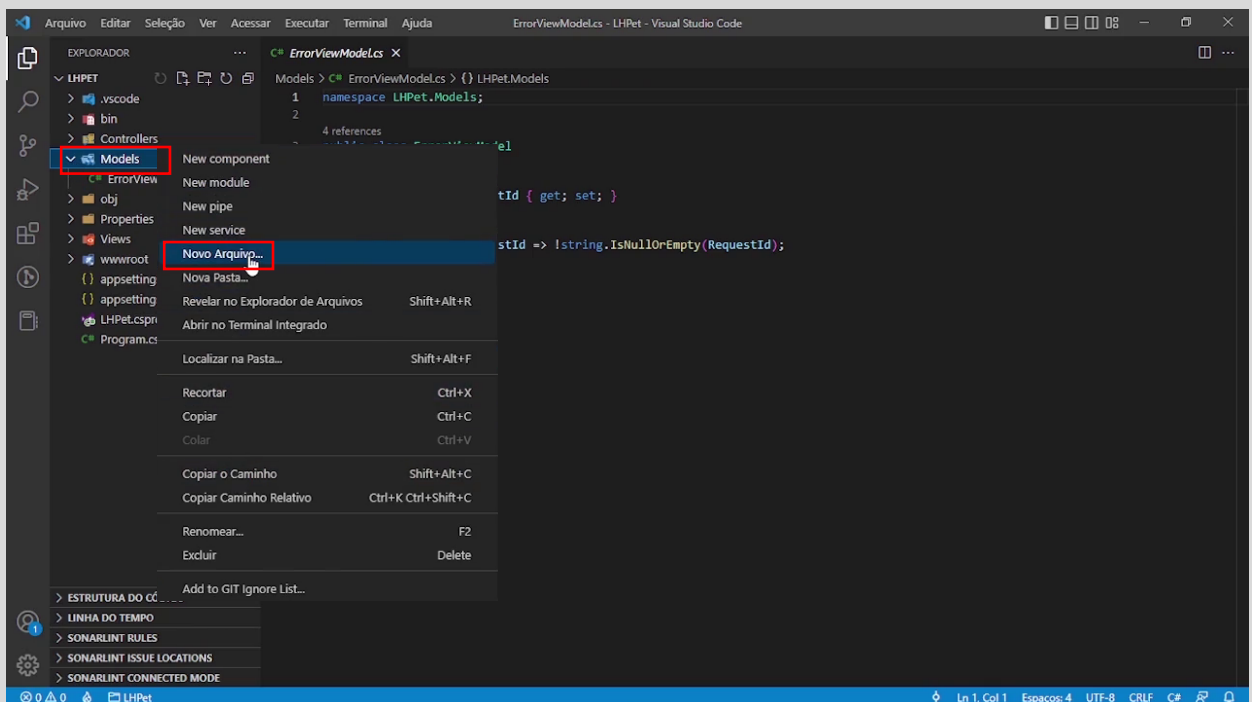 Arquivo Editar Seleção Ver Acessar Executar Terminal Ajuda ErrorViewModel.cs - LHPet - Visual Studio Code
EXPLORADOR ...
C# ErrorViewModel.cs
LHPET
Models > C# ErrorViewModel.cs > {} LHPet.Models
.vscode
bin
Controllers
Models
C# ErrorView
obj
Properties
Views
wwwroot
{} appsetting
{} appsetting
LHPet.cspr
C# Program.cs
1 namespace LHPet.Models;
2
4 references
el
tId { get; set; }
stId => !string.IsNullOrEmpty(RequestId);
New component
New module
New pipe
New service
Novo Arquivo...
Nova Pasta...
Revelar no Explorador de Arquivos Shift+Alt+R
Abrir no Terminal Integrado
Localizar na Pasta... Shift+Alt+F
Recortar Ctrl+X
Copiar Ctrl+C
Colar Ctrl+V
Copiar o Caminho Shift+Alt+C
Copiar Caminho Relativo Ctrl+K Ctrl+Shift+C
Renomear... F2
Excluir Delete
Add to GIT Ignore List...
ESTRUTURA DO
LINHA DO TEMPO
SONARLINT RULES
SONARLINT ISSUE LOCATIONS
SONARLINT CONNECTED MODE
1
0 0 LHPet Ln 1, Col 1 Espaços: 4 UTF-8 CRLF C#